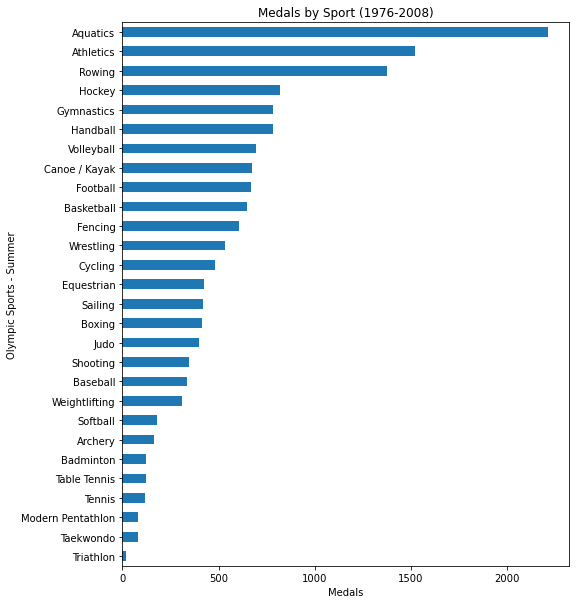 Medals by Sport (1976-2008)
Olympic Sports - Summer
Aquatics
Athletics
Rowing
Hockey
Gymnastics
Handball
Volleyball
Canoe / Kayak
Football
Basketball
Fencing
Wrestling
Cycling
Equestrian
Sailing
Boxing
Judo
Shooting
Baseball
Weightlifting
Softball
Archery
Badminton
Table Tennis
Tennis
Modern Pentathlon
Taekwondo
Triathlon
0 500 1000 1500 2000
Medals